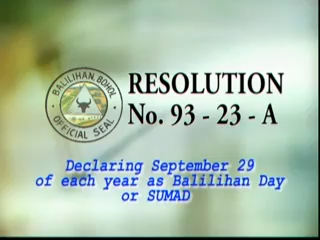 BALILIHAN BOHOL
OFFICIAL SEAL
RESOLUTION
No. 93 - 23 - A
Declaring September 29
of each year as Balilihan Day
or SUMAD